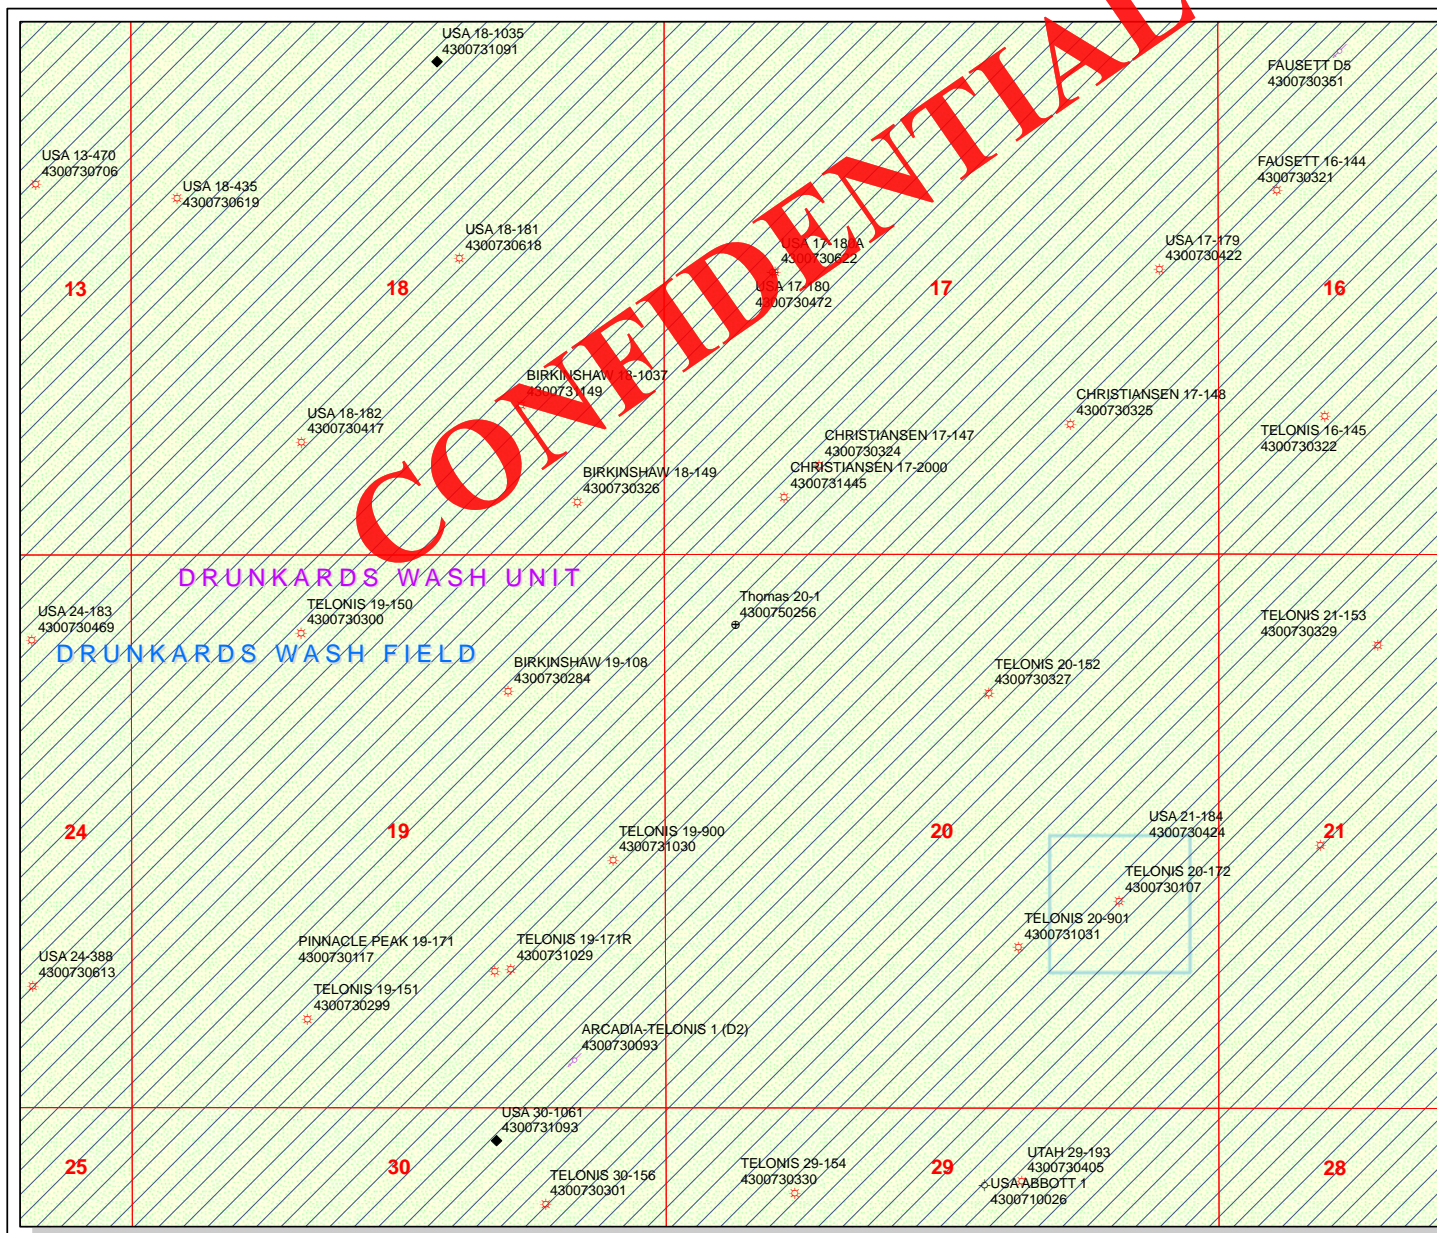 USA 18-1035
4300731091
CONFIDENTIAL
FAUSETT D5
4300730351
USA 13-470
4300730706
USA 18-435
4300730619
FAUSETT 16-144
4300730321
USA 18-181
4300730618
USA 17-180A
4300730622
USA 17-180
4300730472
USA 17-179
4300730422
13
18
17
16
BIRKINSHAW 18-1037
4300731149
USA 18-182
4300730417
CHRISTIANSEN 17-148
4300730325
TELONIS 16-145
4300730322
CHRISTIANSEN 17-147
4300730324
CHRISTIANSEN 17-2000
4300731445
BIRKINSHAW 18-149
4300730326
DRUNKARDS WASH UNIT
USA 24-183
4300730469
TELONIS 19-150
4300730300
Thomas 20-1
4300750256
TELONIS 21-153
4300730329
DRUNKARDS WASH FIELD
BIRKINSHAW 19-108
4300730284
TELONIS 20-152
4300730327
24
19
20
21
TELONIS 19-900
4300731030
USA 21-184
4300730424
TELONIS 20-172
4300730107
TELONIS 20-901
4300731031
USA 24-388
4300730613
PINNACLE PEAK 19-171
4300730117
TELONIS 19-171R
4300731029
TELONIS 19-151
4300730299
ARCADIA-TELONIS 1 (D2)
4300730093
USA 30-1061
4300731093
25
30
29
28
TELONIS 30-156
4300730301
TELONIS 29-154
4300730330
UTAH 29-193
4300730405
USA ABBOTT 1
4300710026